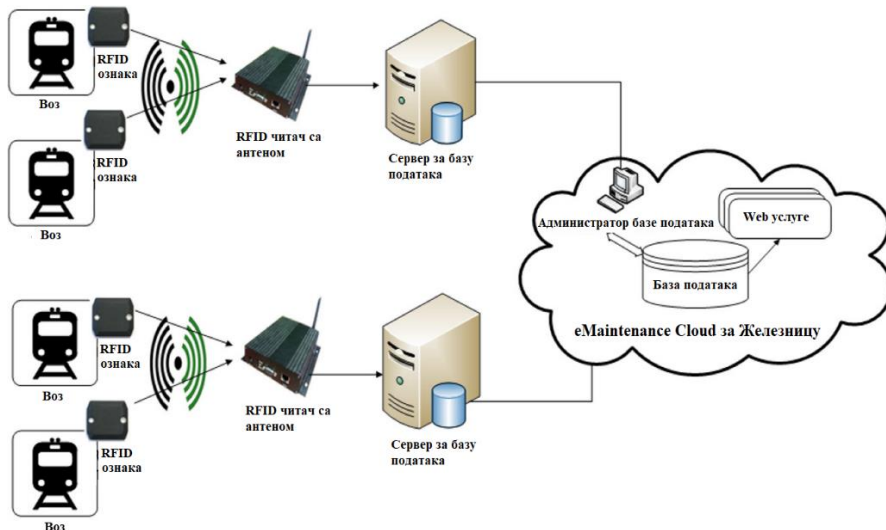 RFID
ознака
Воз
RFID
ознака
Воз
RFID читач са
антеном
Сервер за базу
података
Администратор базе података
Web услуге
База података
eMaintenance Cloud за Железницу
RFID
ознака
Воз
RFID
ознака
Воз
RFID читач са
антеном
Сервер за базу
података